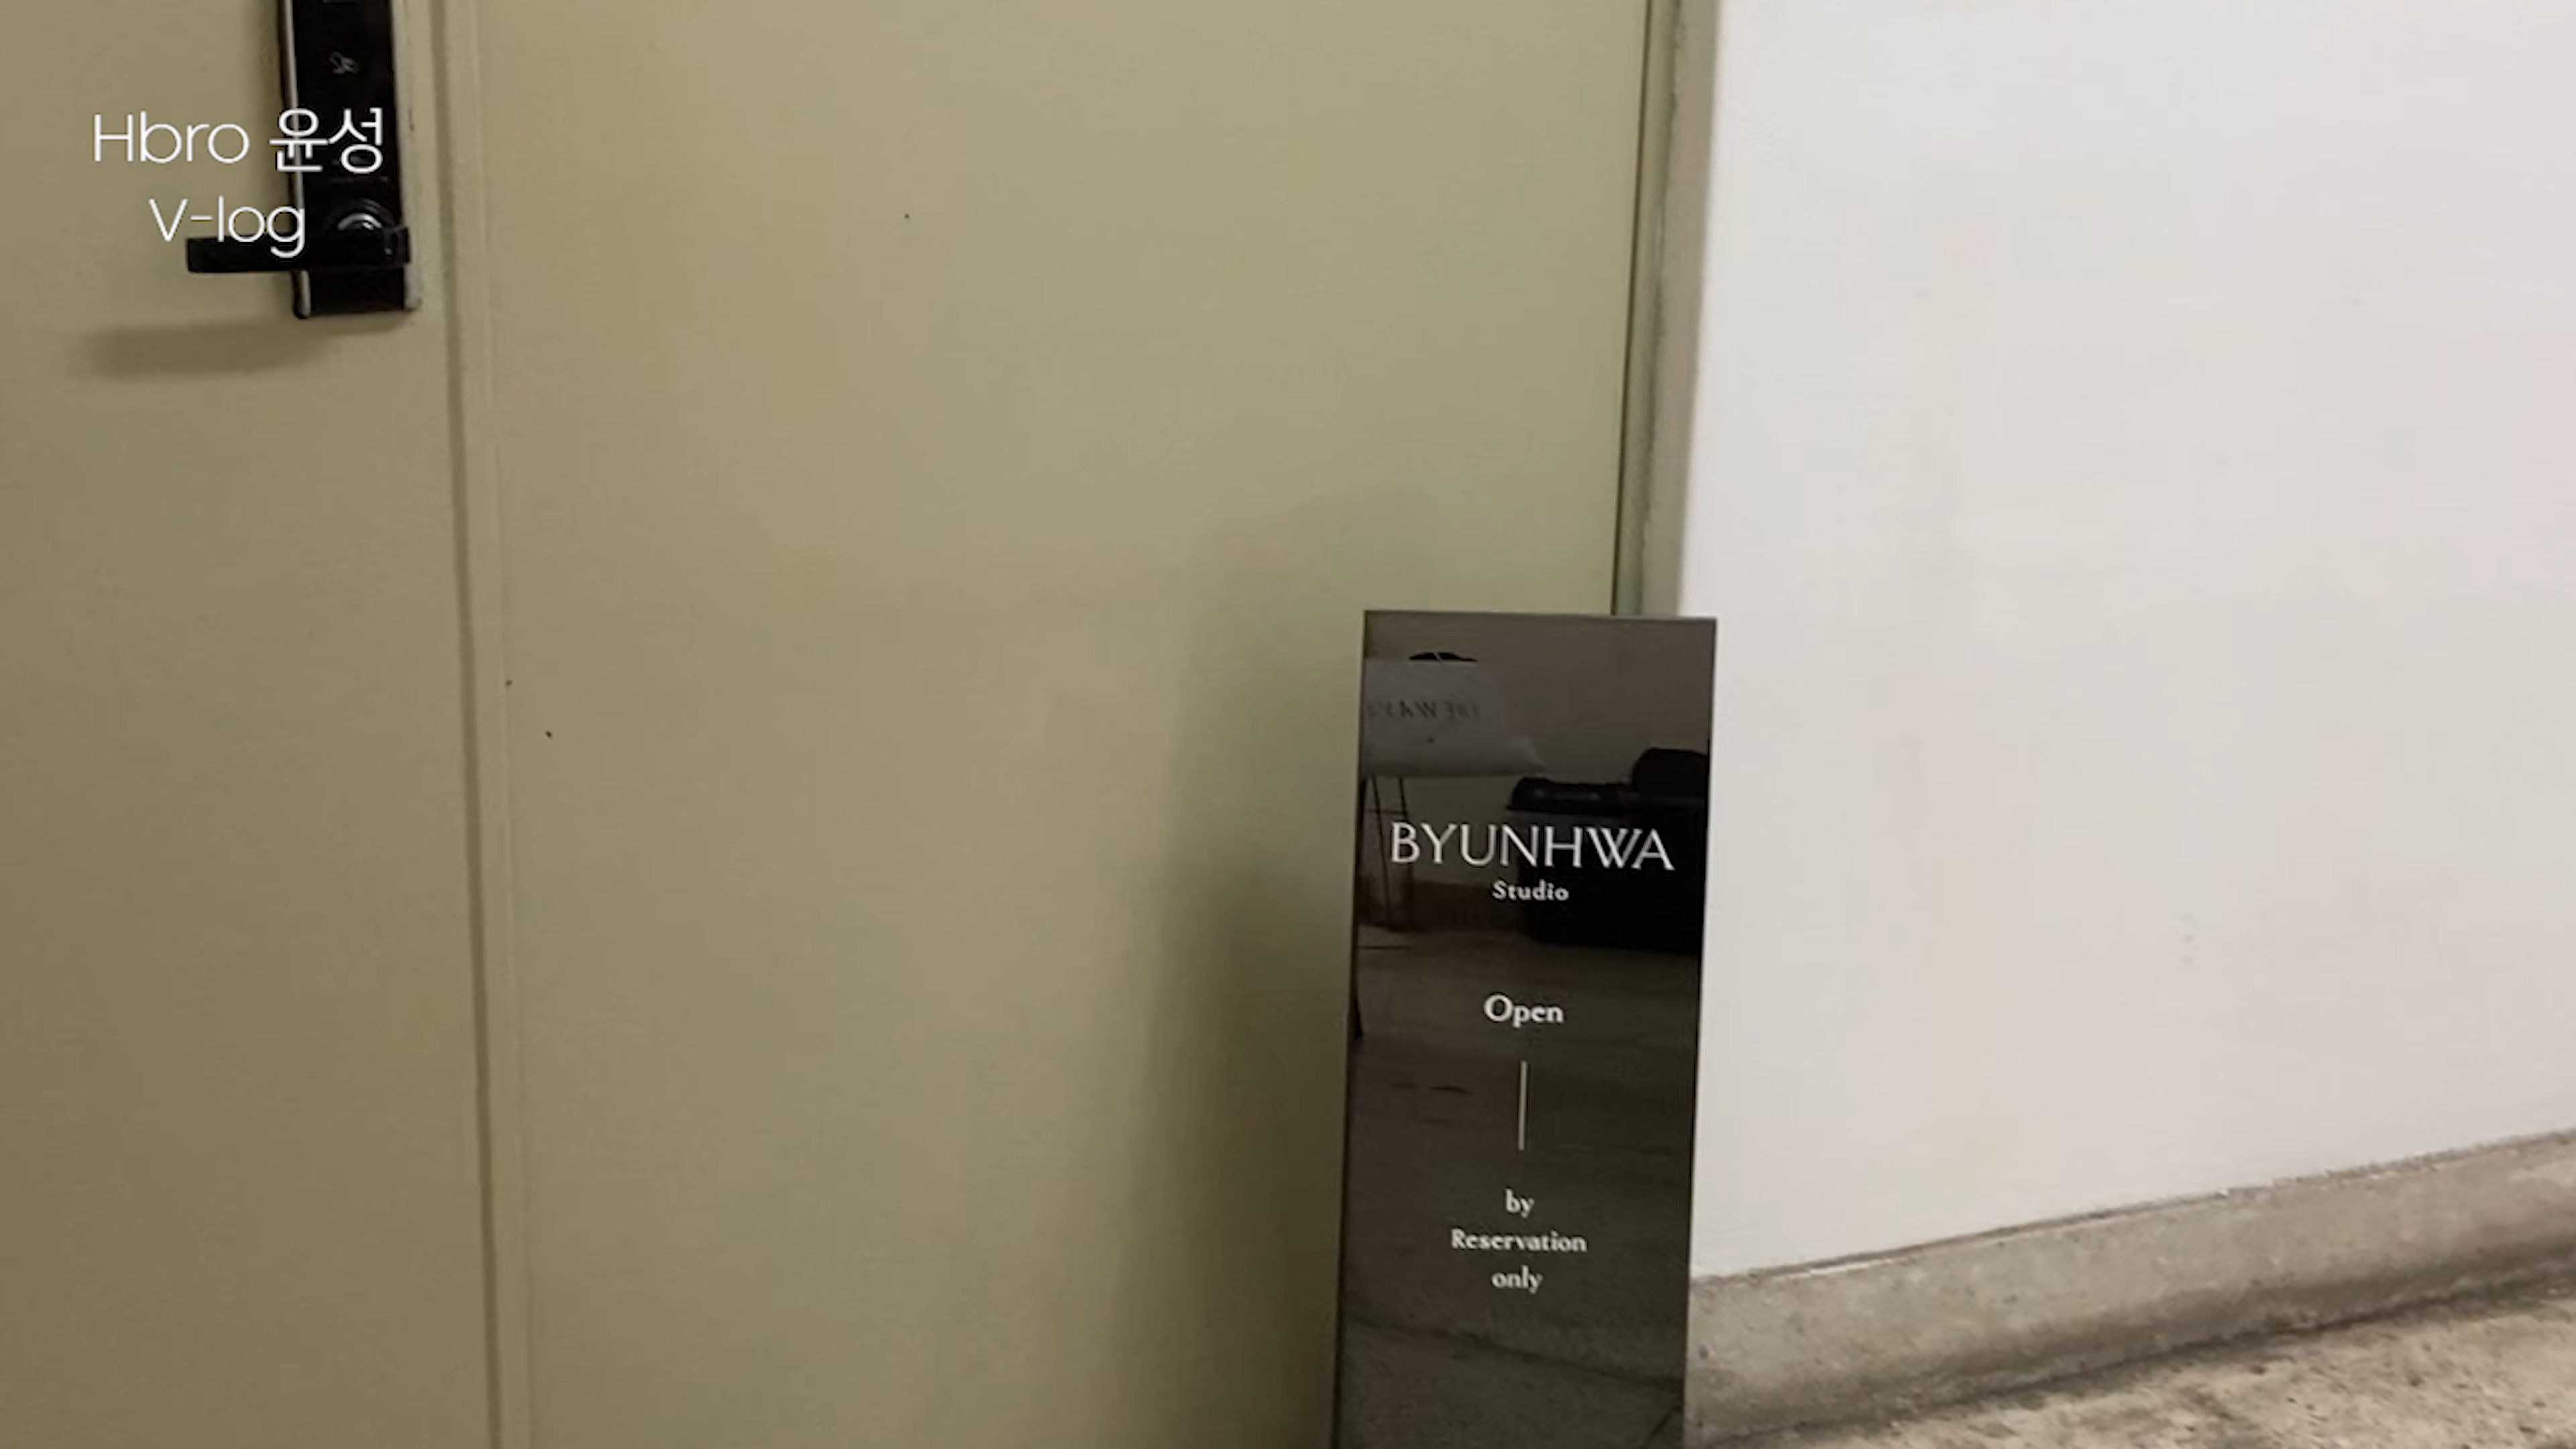 Hbro 윤성
V-log
BYUNHWA
Studio
Open
by
Reservation
only